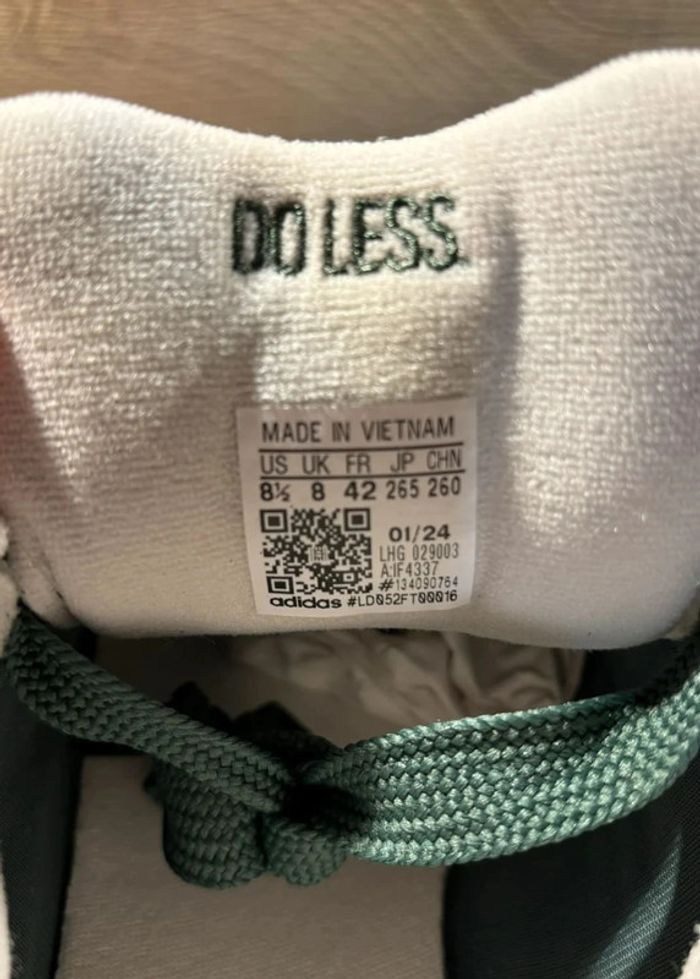 DO LESS.
MADE IN VIETNAM
US UK FR JP CHN
8½ 8 42 265 260
01/24
LHG 029003
A:IF4337
#134090764
adidas #LD052FT00016